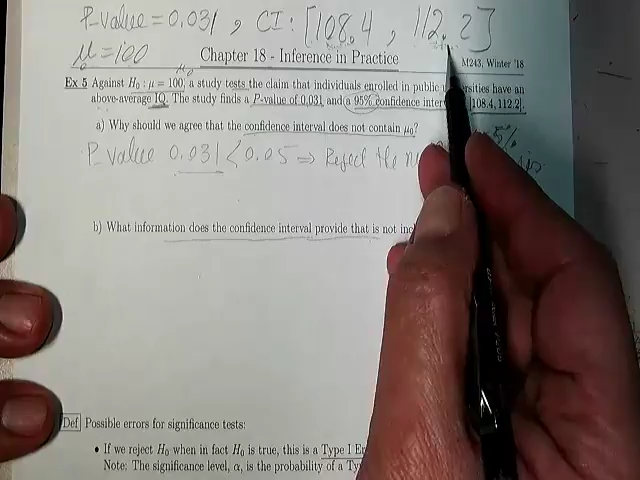 P-value = 0.031 , CI: [108.4 , 112.2]
μ = 100
μ₀
Chapter 18 - Inference in Practice
M243, Winter '18
Ex 5 Against H₀ : μ = 100, a study tests the claim that individuals enrolled in public have an
above-average IQ. The study finds a P-value of 0.031 and a 95% confidence [108.4, 112.2].
a) Why should we agree that the confidence interval does not contain μ₀?
5%
P value 0.031 < 0.05 ⇒ Reject the
b) What information does the confidence interval provide that is not
Def Possible errors for significance tests:
• If we reject H₀ when in fact H₀ is true, this is a Type I
Note: The significance level, α, is the probability of a